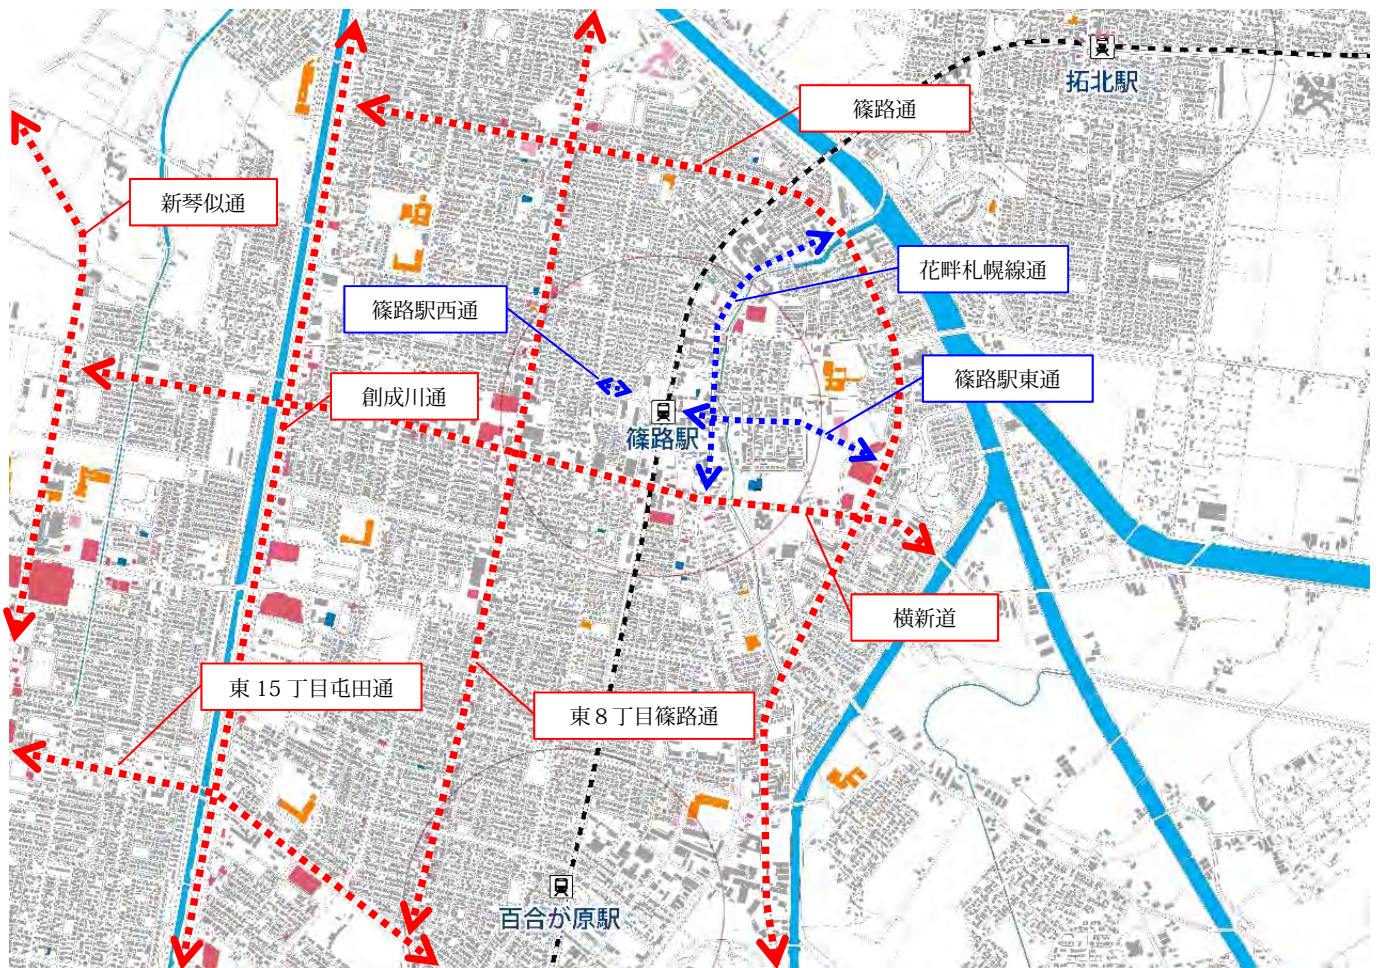 拓北駅
篠路通
新琴似通
花畔札幌線通
篠路駅西通
篠路駅東通
創成川通
篠路駅
横新道
東15丁目屯田通
東8丁目篠路通
百合が原駅